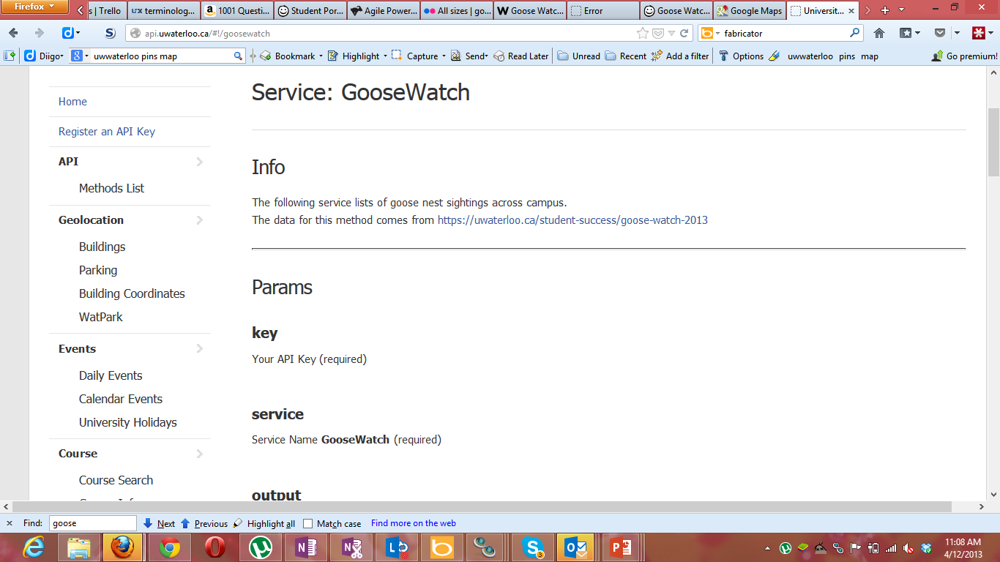 Firefox
s | Trello
terminolog...
1001 Questi...
Student Por...
Agile Power...
All sizes | go...
Goose Watc...
Error
Goose Watc...
Google Maps
Universit...
api.uwaterloo.ca/#!/goosewatch
fabricator
Diigo
uwwaterloo pins map
Bookmark
Highlight
Capture
Send
Read Later
Unread
Recent
Add a filter
Options
uwwaterloo
pins
map
Go premium!
Home
Register an API Key
API
Methods List
Geolocation
Buildings
Parking
Building Coordinates
WatPark
Events
Daily Events
Calendar Events
University Holidays
Course
Course Search
Service: GooseWatch
Info
The following service lists of goose nest sightings across campus.
The data for this method comes from https://uwaterloo.ca/student-success/goose-watch-2013
Params
key
Your API Key (required)
service
Service Name GooseWatch (required)
output
Find:
goose
Next
Previous
Highlight all
Match case
Find more on the web
11:08 AM
4/12/2013